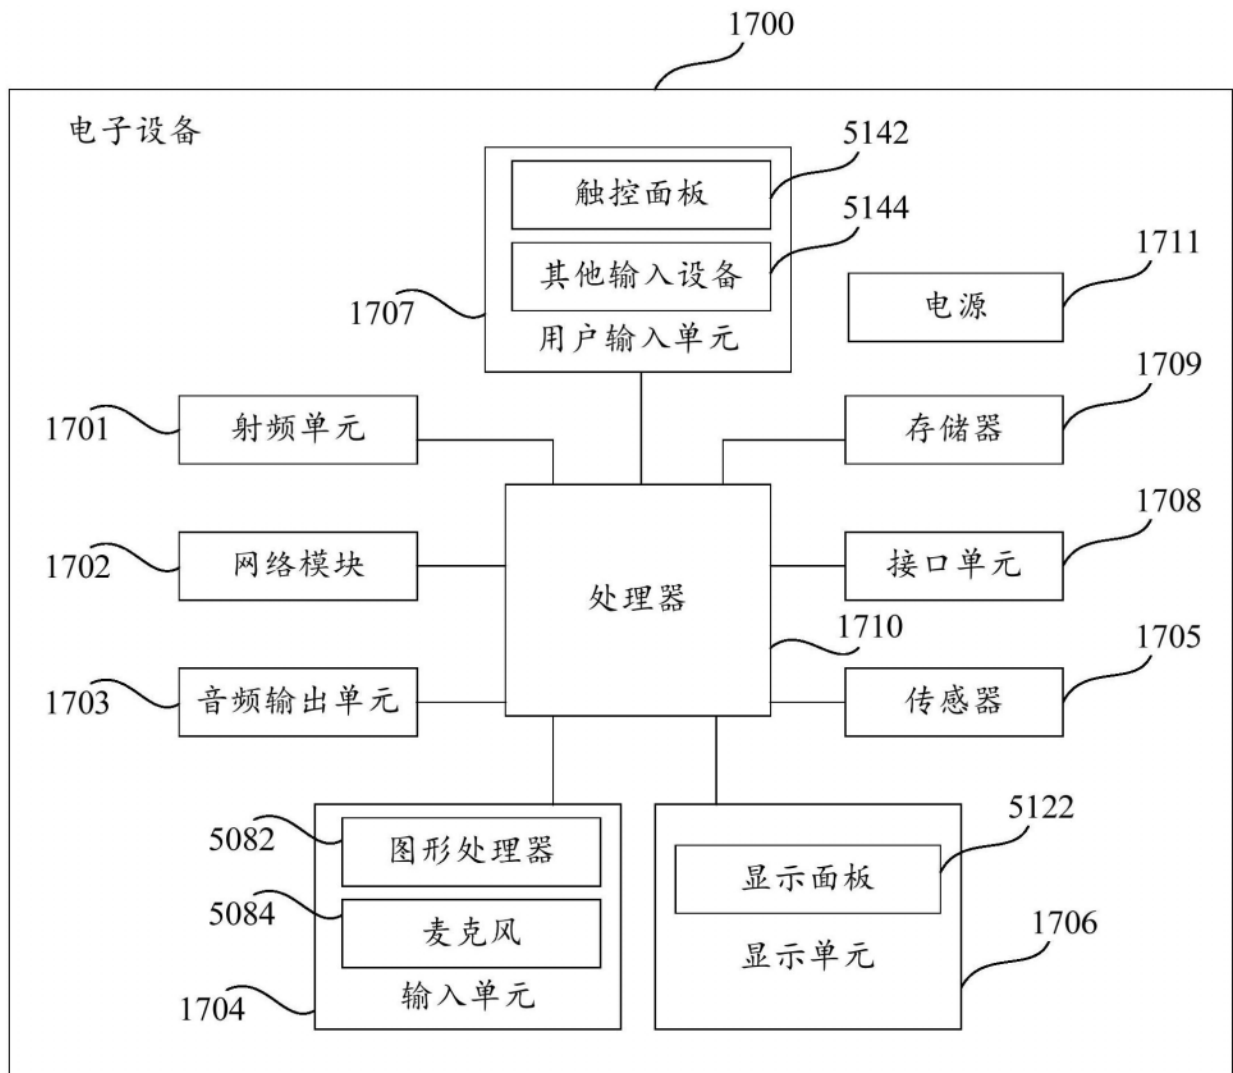 1700
电子设备
5142
触控面板
5144
其他输入设备
1711
电源
1707
用户输入单元
1709
1701
射频单元
存储器
1708
1702
网络模块
处理器
接口单元
1710
1705
1703
音频输出单元
传感器
5082
图形处理器
5122
显示面板
5084
麦克风
1706
显示单元
1704
输入单元